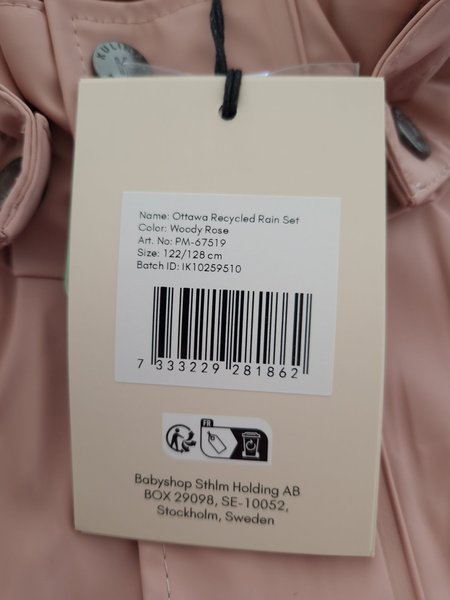 Name: Ottawa Recycled Rain Set
Color: Woody Rose
Art. No: PM-67519
Size: 122/128 cm
Batch ID: IK10259510
7 333229 281862
FR
Babyshop Sthlm Holding AB
BOX 29098, SE-10052,
Stockholm, Sweden